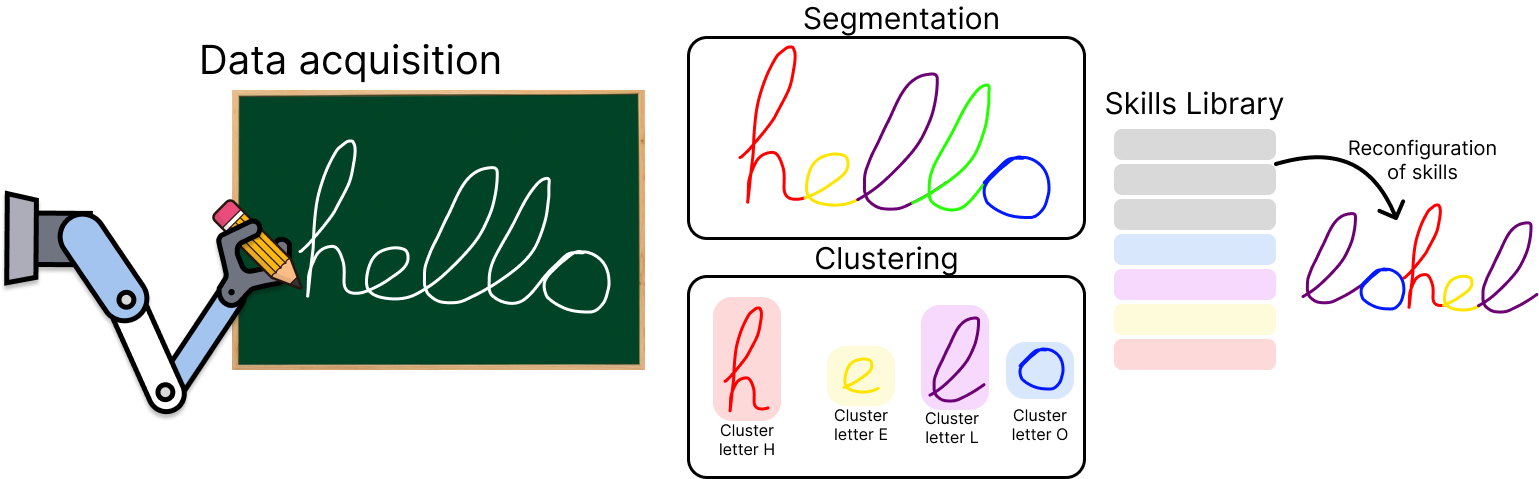 Data acquisition
hello
Segmentation
hello
Clustering
h e l o
Cluster
letter H
Cluster
letter E
Cluster
letter L
Cluster
letter O
Skills Library
Reconfiguration
of skills
lohel